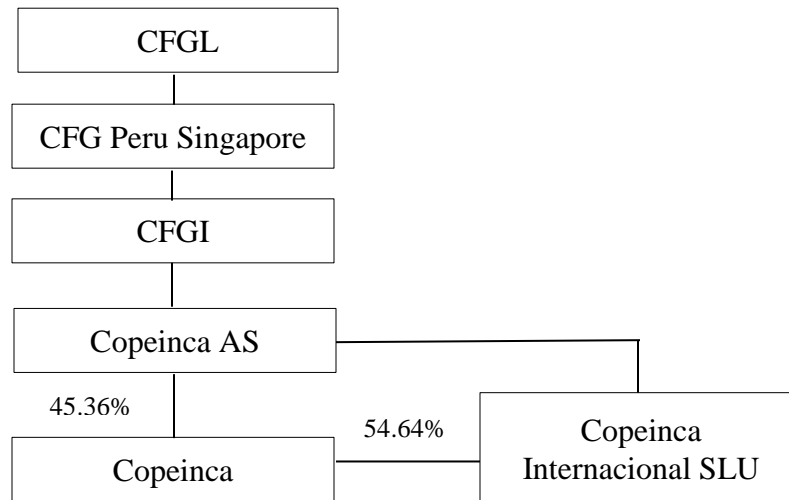 CFGL
CFG Peru Singapore
CFGI
Copeinca AS
45.36%
54.64%
Copeinca
Copeinca
Internacional SLU